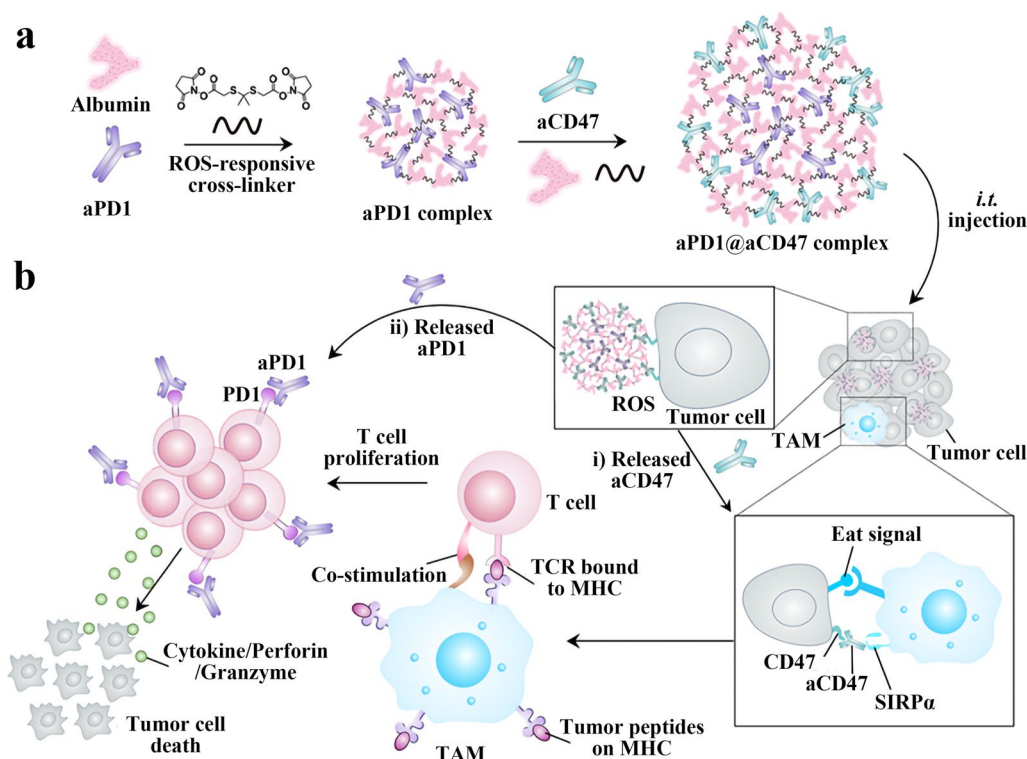 a
Albumin
aPD1
O
O
N
O
O
O
S
S
O
O
O
N
O
O
ROS-responsive
cross-linker
aPD1 complex
aCD47
aPD1@aCD47 complex
i.t.
injection
b
ii) Released
aPD1
aPD1
PD1
ROS
Tumor cell
TAM
Tumor cell
T cell
proliferation
T cell
i) Released
aCD47
Co-stimulation
TCR bound
to MHC
Eat signal
CD47
aCD47
SIRPα
Cytokine/Perforin
/Granzyme
Tumor cell
death
TAM
Tumor peptides
on MHC